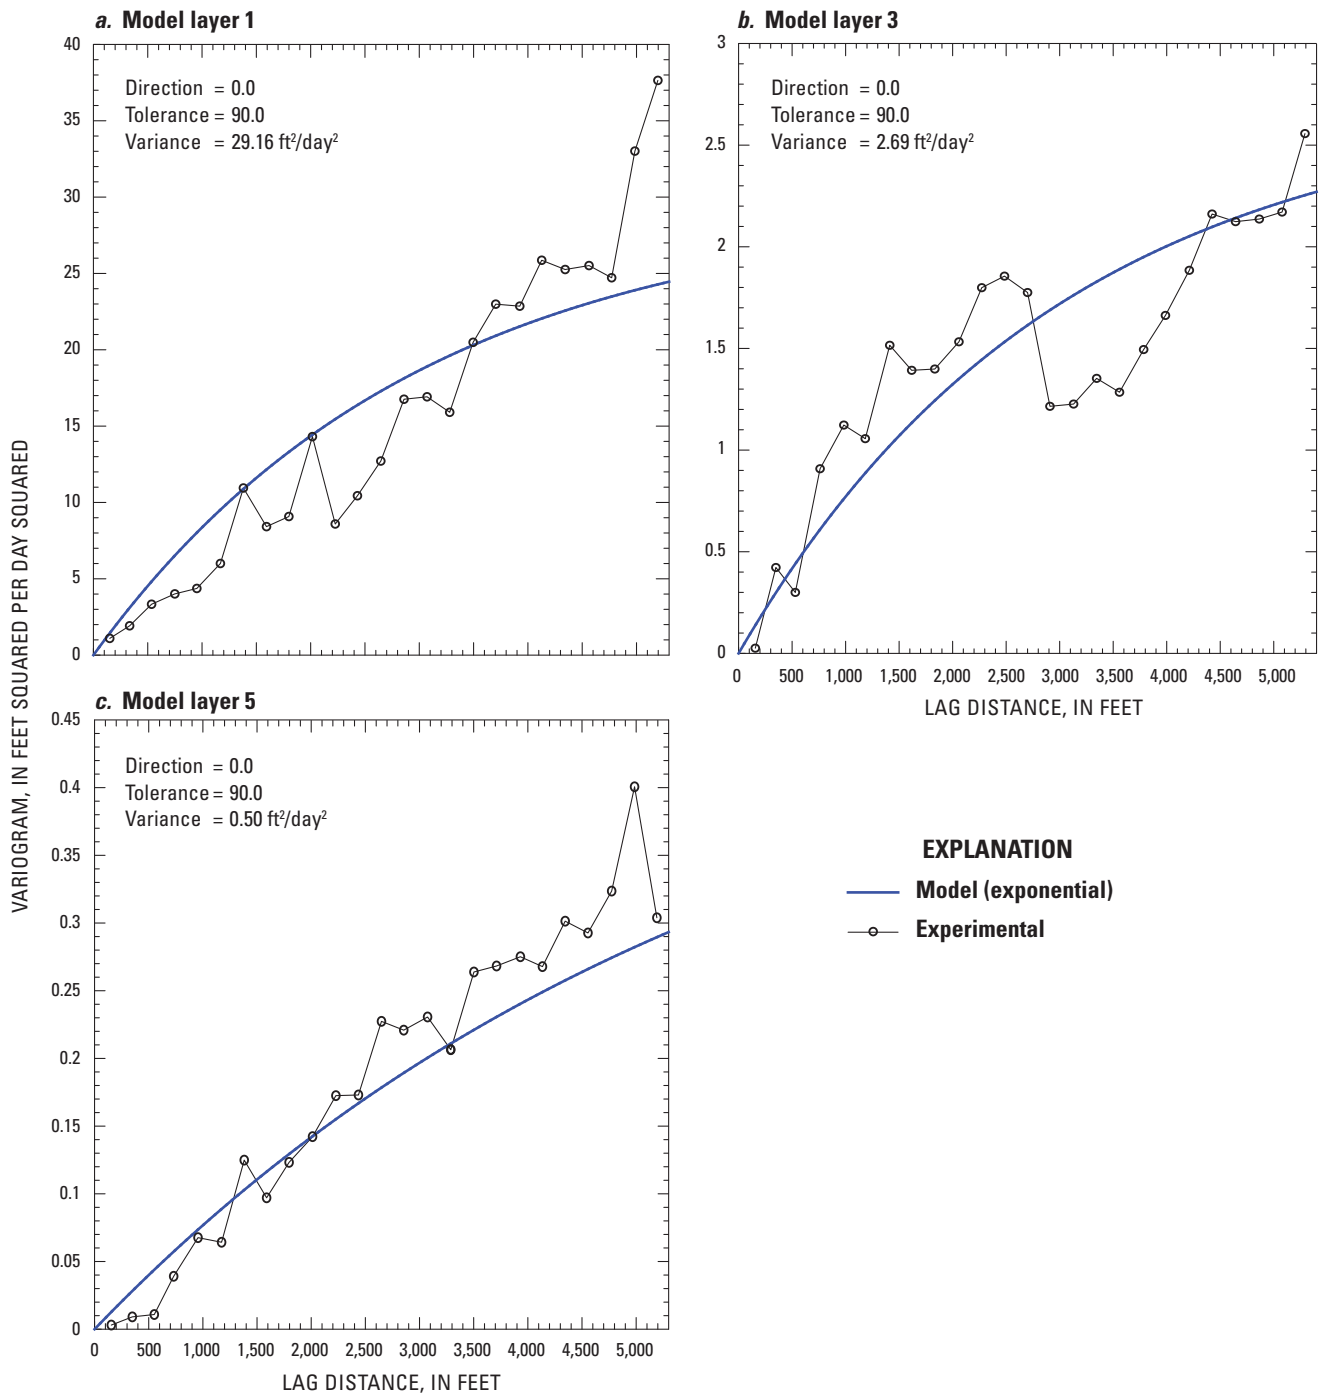 a. Model layer 1
40
35
30
25
20
15
10
5
0
Direction = 0.0
Tolerance = 90.0
Variance = 29.16 ft²/day²
b. Model layer 3
3
2.5
2
1.5
1
0.5
0
Direction = 0.0
Tolerance = 90.0
Variance = 2.69 ft²/day²
0 500 1,000 1,500 2,000 2,500 3,000 3,500 4,000 4,500 5,000
LAG DISTANCE, IN FEET
VARIOGRAM, IN FEET SQUARED PER DAY SQUARED
c. Model layer 5
0.45
0.4
0.35
0.3
0.25
0.2
0.15
0.1
0.05
0
Direction = 0.0
Tolerance = 90.0
Variance = 0.50 ft²/day²
0 500 1,000 1,500 2,000 2,500 3,000 3,500 4,000 4,500 5,000
LAG DISTANCE, IN FEET
EXPLANATION
Model (exponential)
Experimental